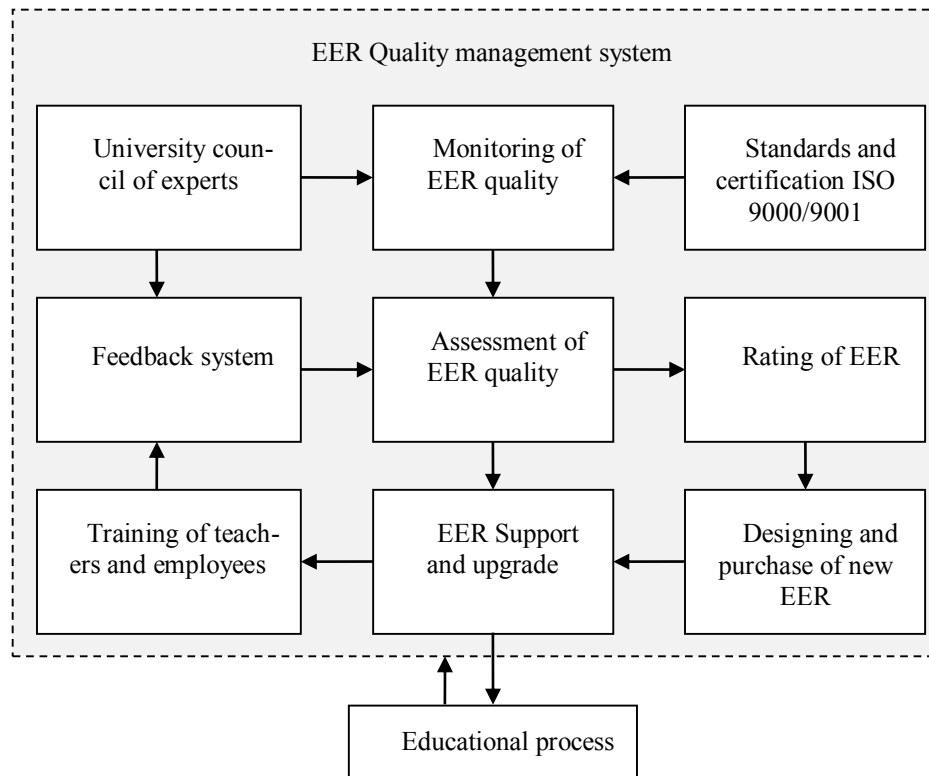 EER Quality management system
University coun-
cil of experts
Monitoring of
EER quality
Standards and
certification ISO
9000/9001
Feedback system
Assessment of
EER quality
Rating of EER
Training of teach-
ers and employees
EER Support
and upgrade
Designing and
purchase of new
EER
Educational process